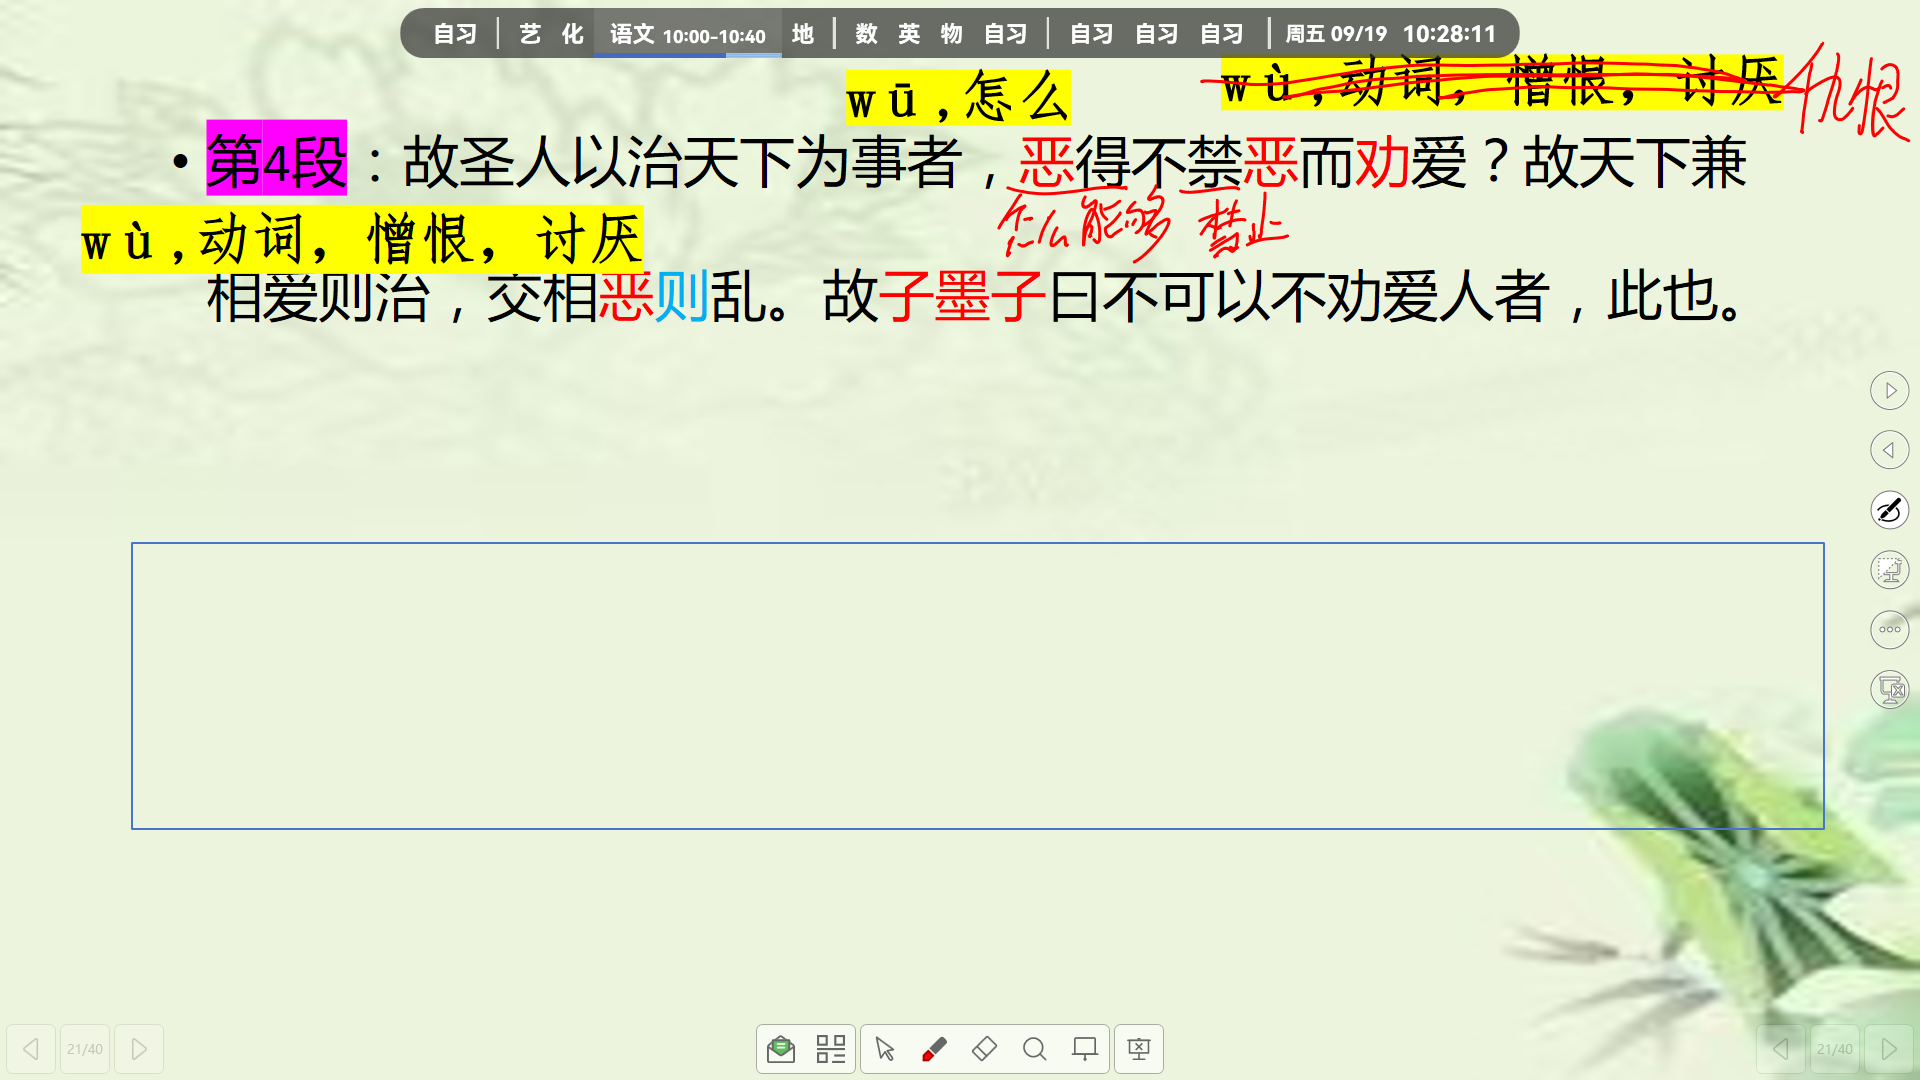 自习 艺 化 语文 10:00-10:40 地 数 英 物 自习 自习 自习 自习 周五 09/19 10:28:11
wū,怎么
wù,动词，憎恨，讨厌
仇恨
• 第4段：故圣人以治天下为事者，恶得不禁恶而劝爱？故天下兼
怎么能够 禁止
wù,动词，憎恨，讨厌
相爱则治，交相恶则乱。故子墨子曰不可以不劝爱人者，此也。
21/40
21/40